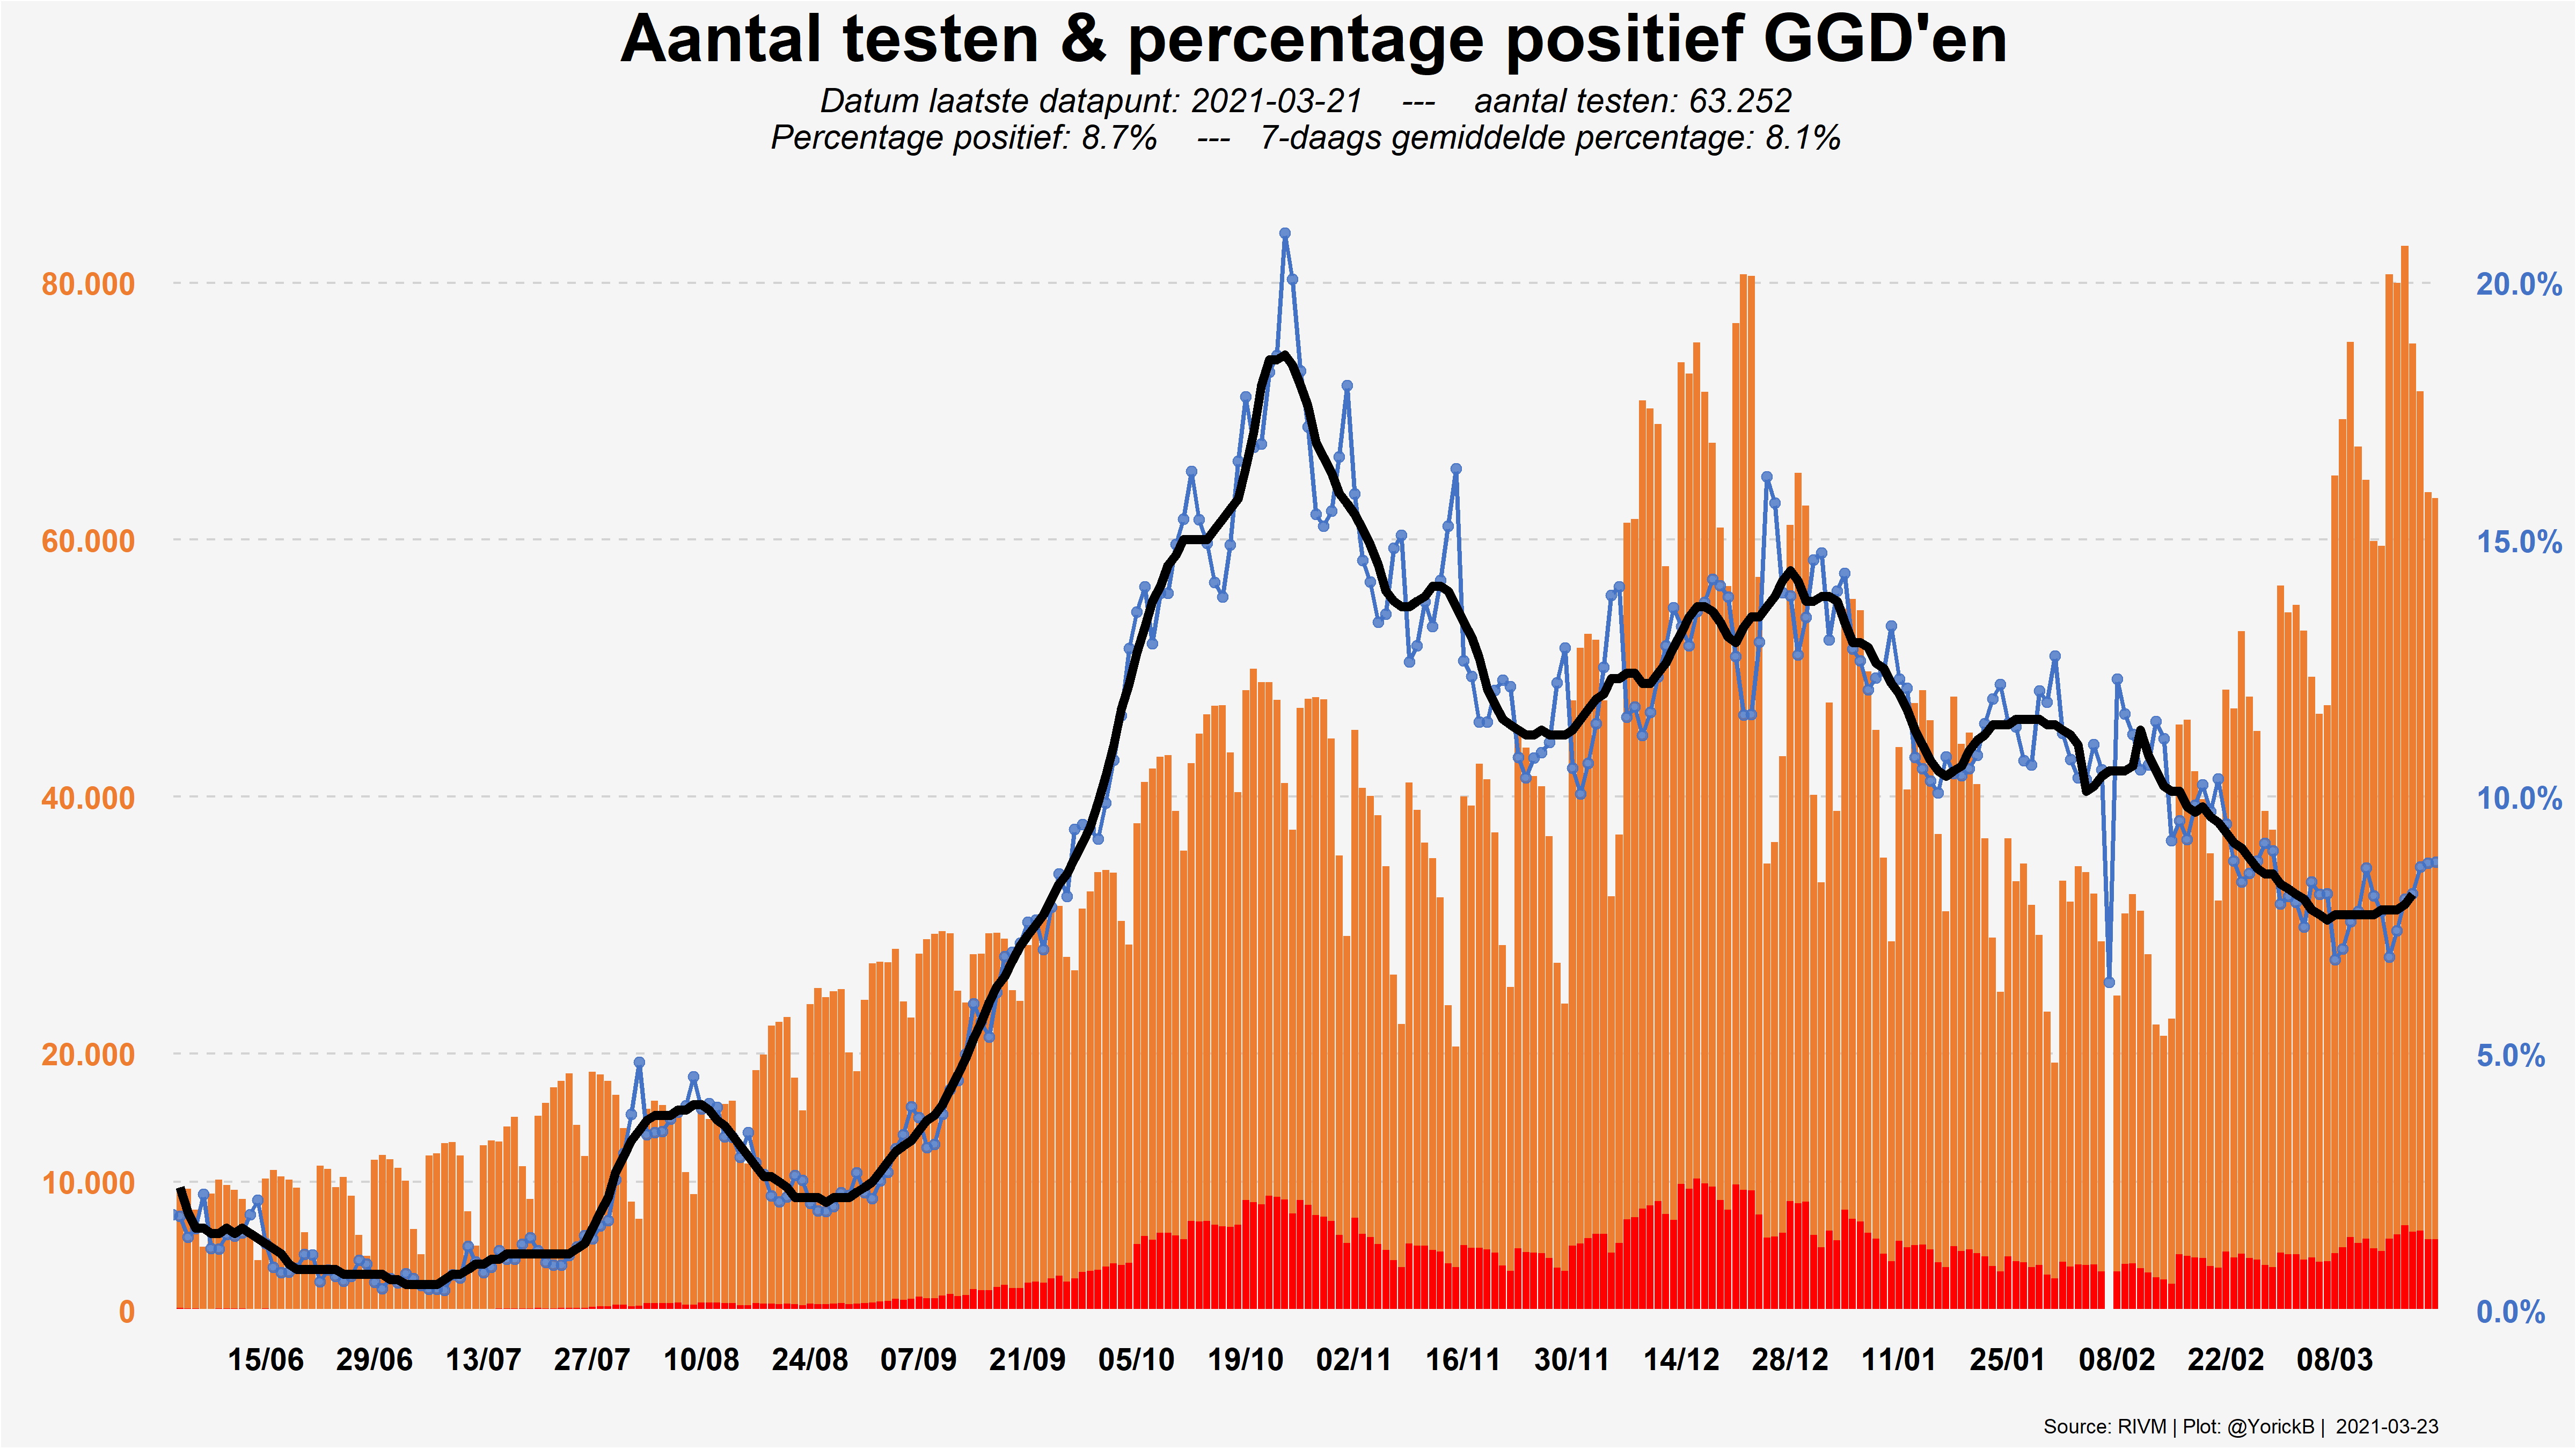 Aantal testen & percentage positief GGD'en
Datum laatste datapunt: 2021-03-21 --- aantal testen: 63.252
Percentage positief: 8.7% --- 7-daags gemiddelde percentage: 8.1%
80.000
60.000
40.000
20.000
10.000
0
20.0%
15.0%
10.0%
5.0%
0.0%
15/06 29/06 13/07 27/07 10/08 24/08 07/09 21/09 05/10 19/10 02/11 16/11 30/11 14/12 28/12 11/01 25/01 08/02 22/02 08/03
Source: RIVM | Plot: @YorickB | 2021-03-23